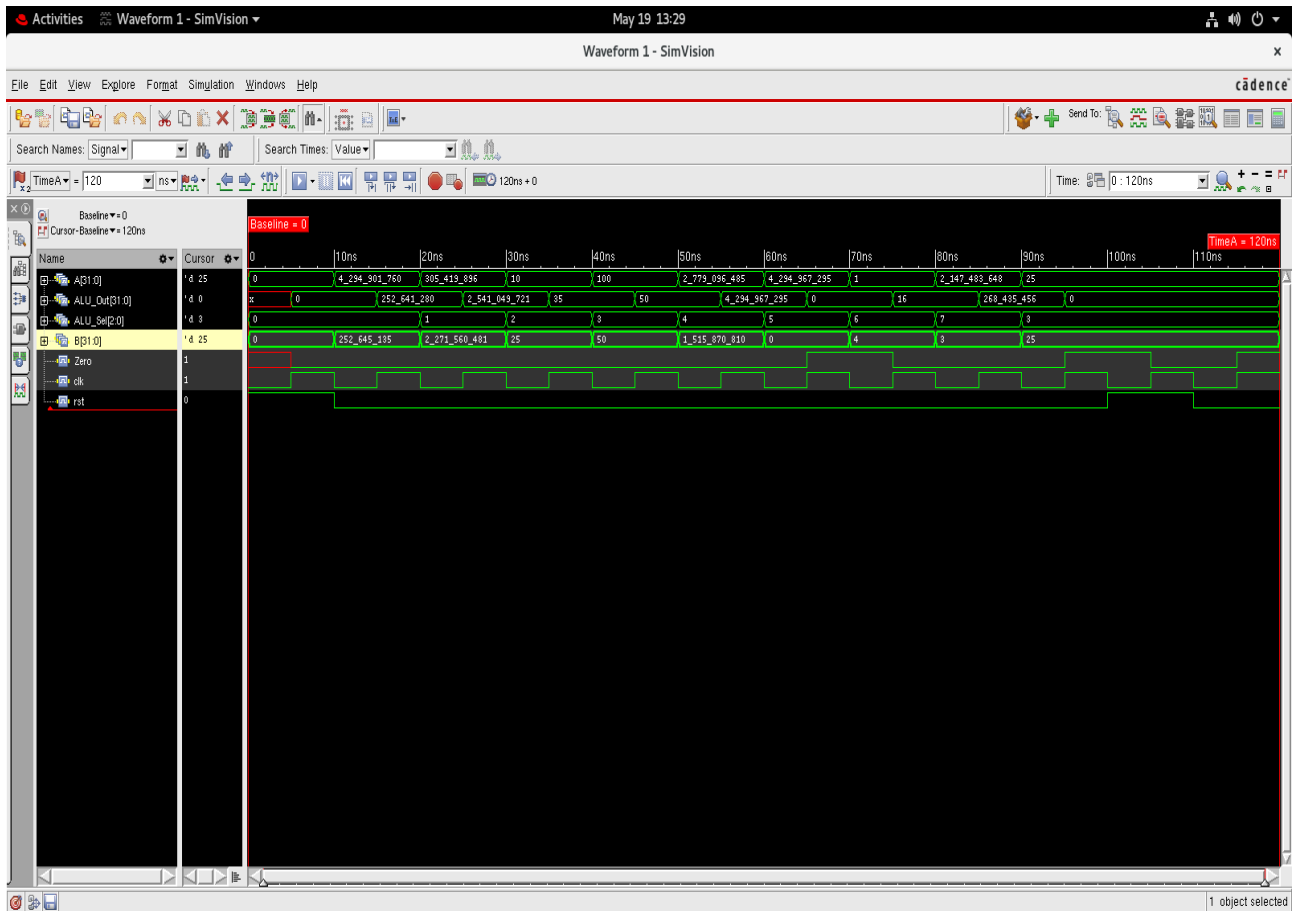 Activities Waveform 1 - SimVision May 19 13:29
Waveform 1 - SimVision x
File Edit View Explore Format Simulation Windows Help cādence
Send To:
Search Names: Signal Search Times: Value
TimeA = 120 ns 120ns + 0 Time: 0 : 120ns
Baseline = 0
Cursor-Baseline = 120ns
Baseline = 0
TimeA = 120ns
Name Cursor 0 10ns 20ns 30ns 40ns 50ns 60ns 70ns 80ns 90ns 100ns 110ns
A[31:0] 'd 25 0 4_294_901_760 305_419_896 10 100 2_779_096_485 4_294_967_295 1 2_147_483_648 25
ALU_Out[31:0] 'd 0 x 0 252_641_280 2_541_049_721 35 50 4_294_967_295 0 16 268_435_456 0
ALU_Sel[2:0] 'd 3 0 1 2 3 4 5 6 7 3
B[31:0] 'd 25 0 252_645_135 2_271_560_481 25 50 1_515_870_810 0 4 3 25
Zero 1
clk 1
rst 0
1 object selected